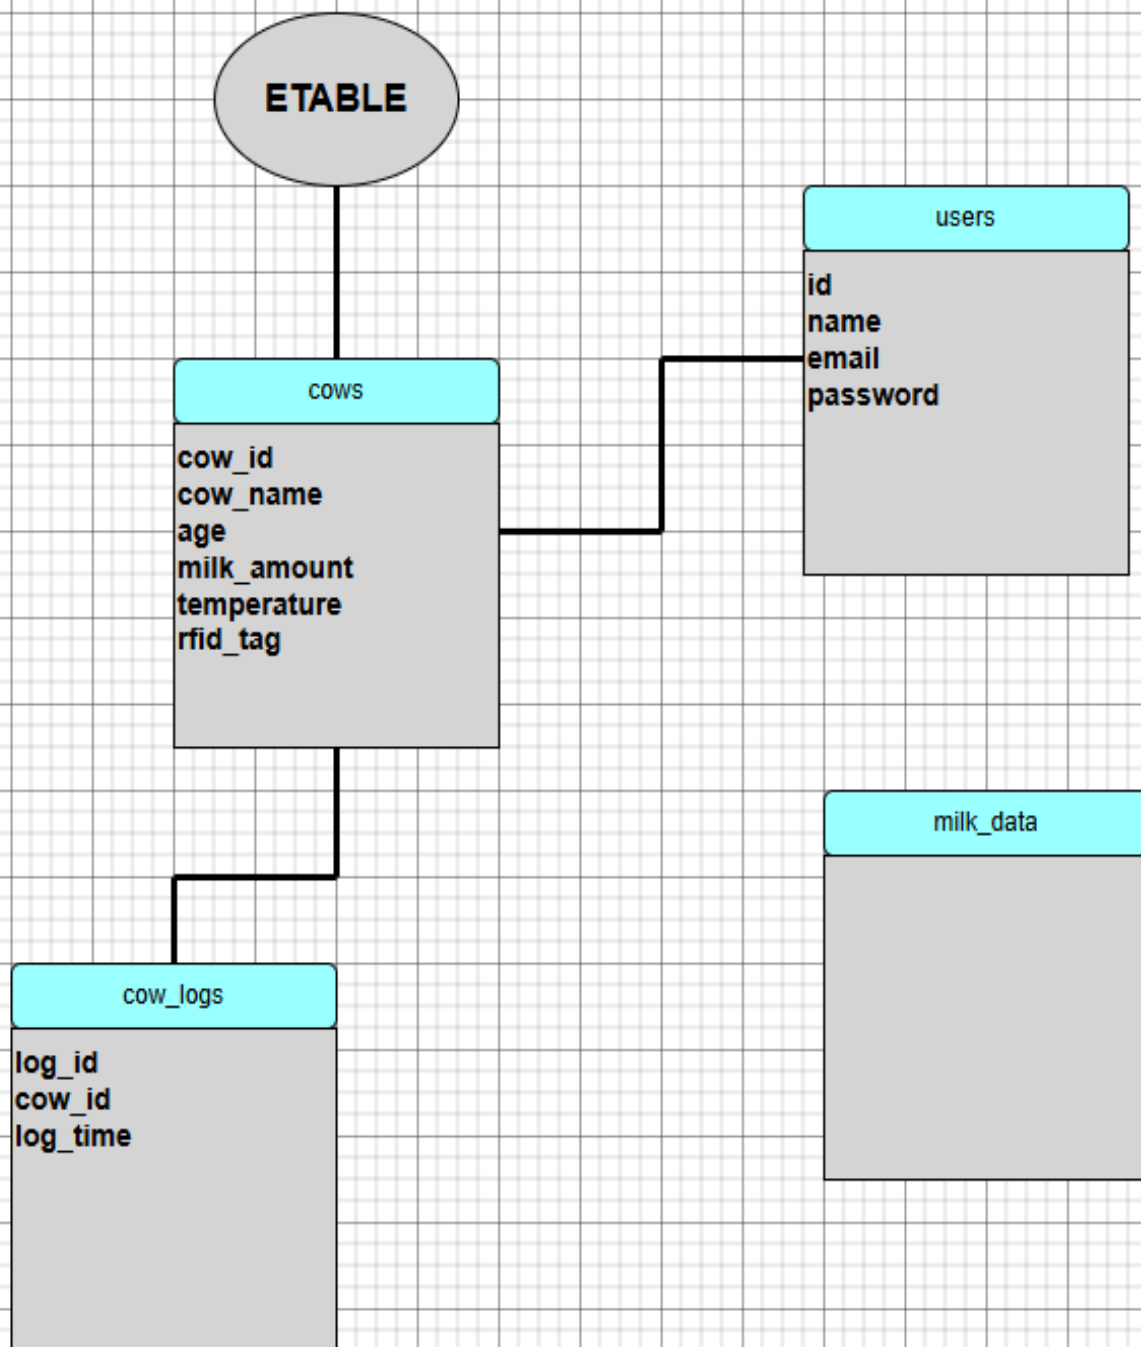 ETABLE
users
id
name
email
password
cows
cow_id
cow_name
age
milk_amount
temperature
rfid_tag
milk_data
cow_logs
log_id
cow_id
log_time